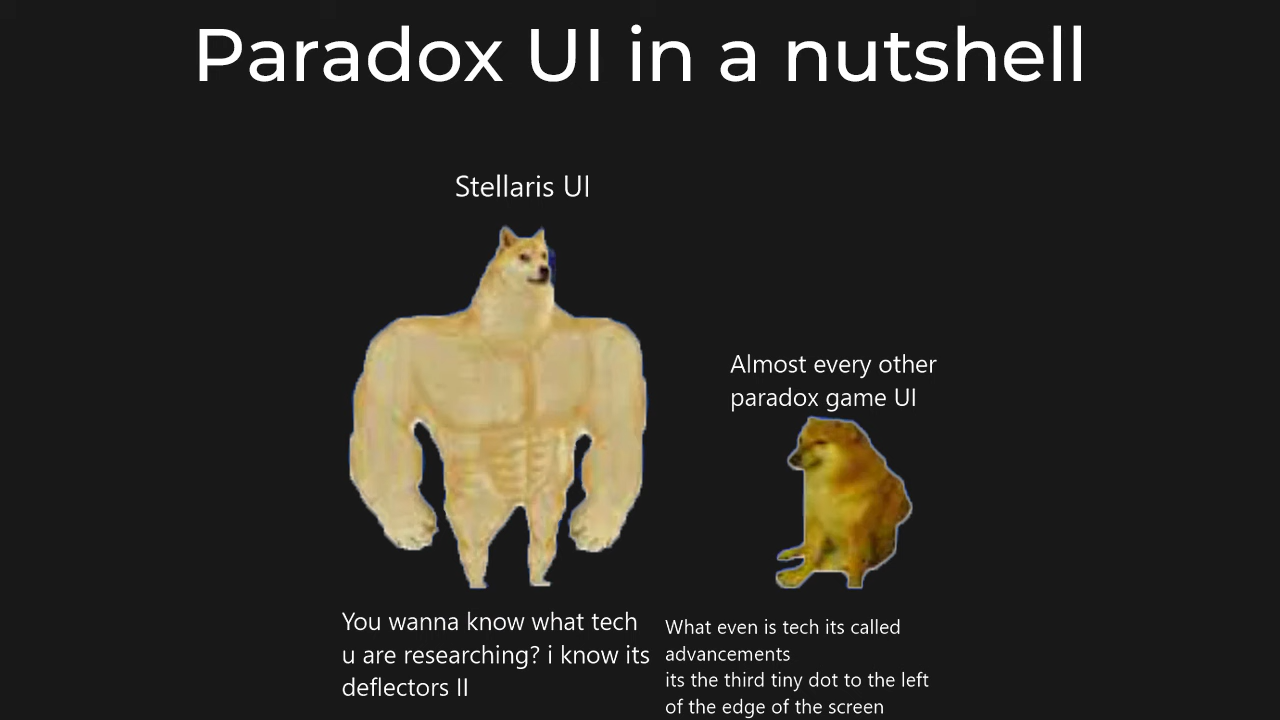 Paradox UI in a nutshell
Stellaris UI
Almost every other
paradox game UI
You wanna know what tech
u are researching? i know its
deflectors II
What even is tech its called
advancements
its the third tiny dot to the left
of the edge of the screen